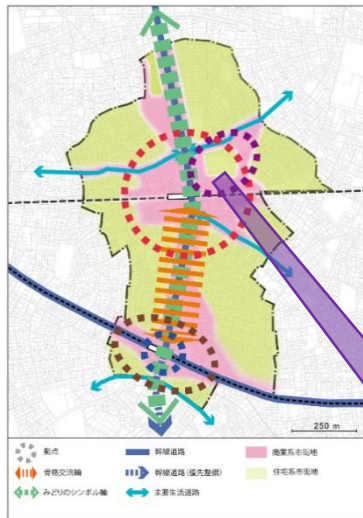 250 m
拠点
骨格交流軸
みどりのシンボル軸
幹線道路
幹線道路(優先整備)
主要生活道路
商業系市街地
住宅系市街地